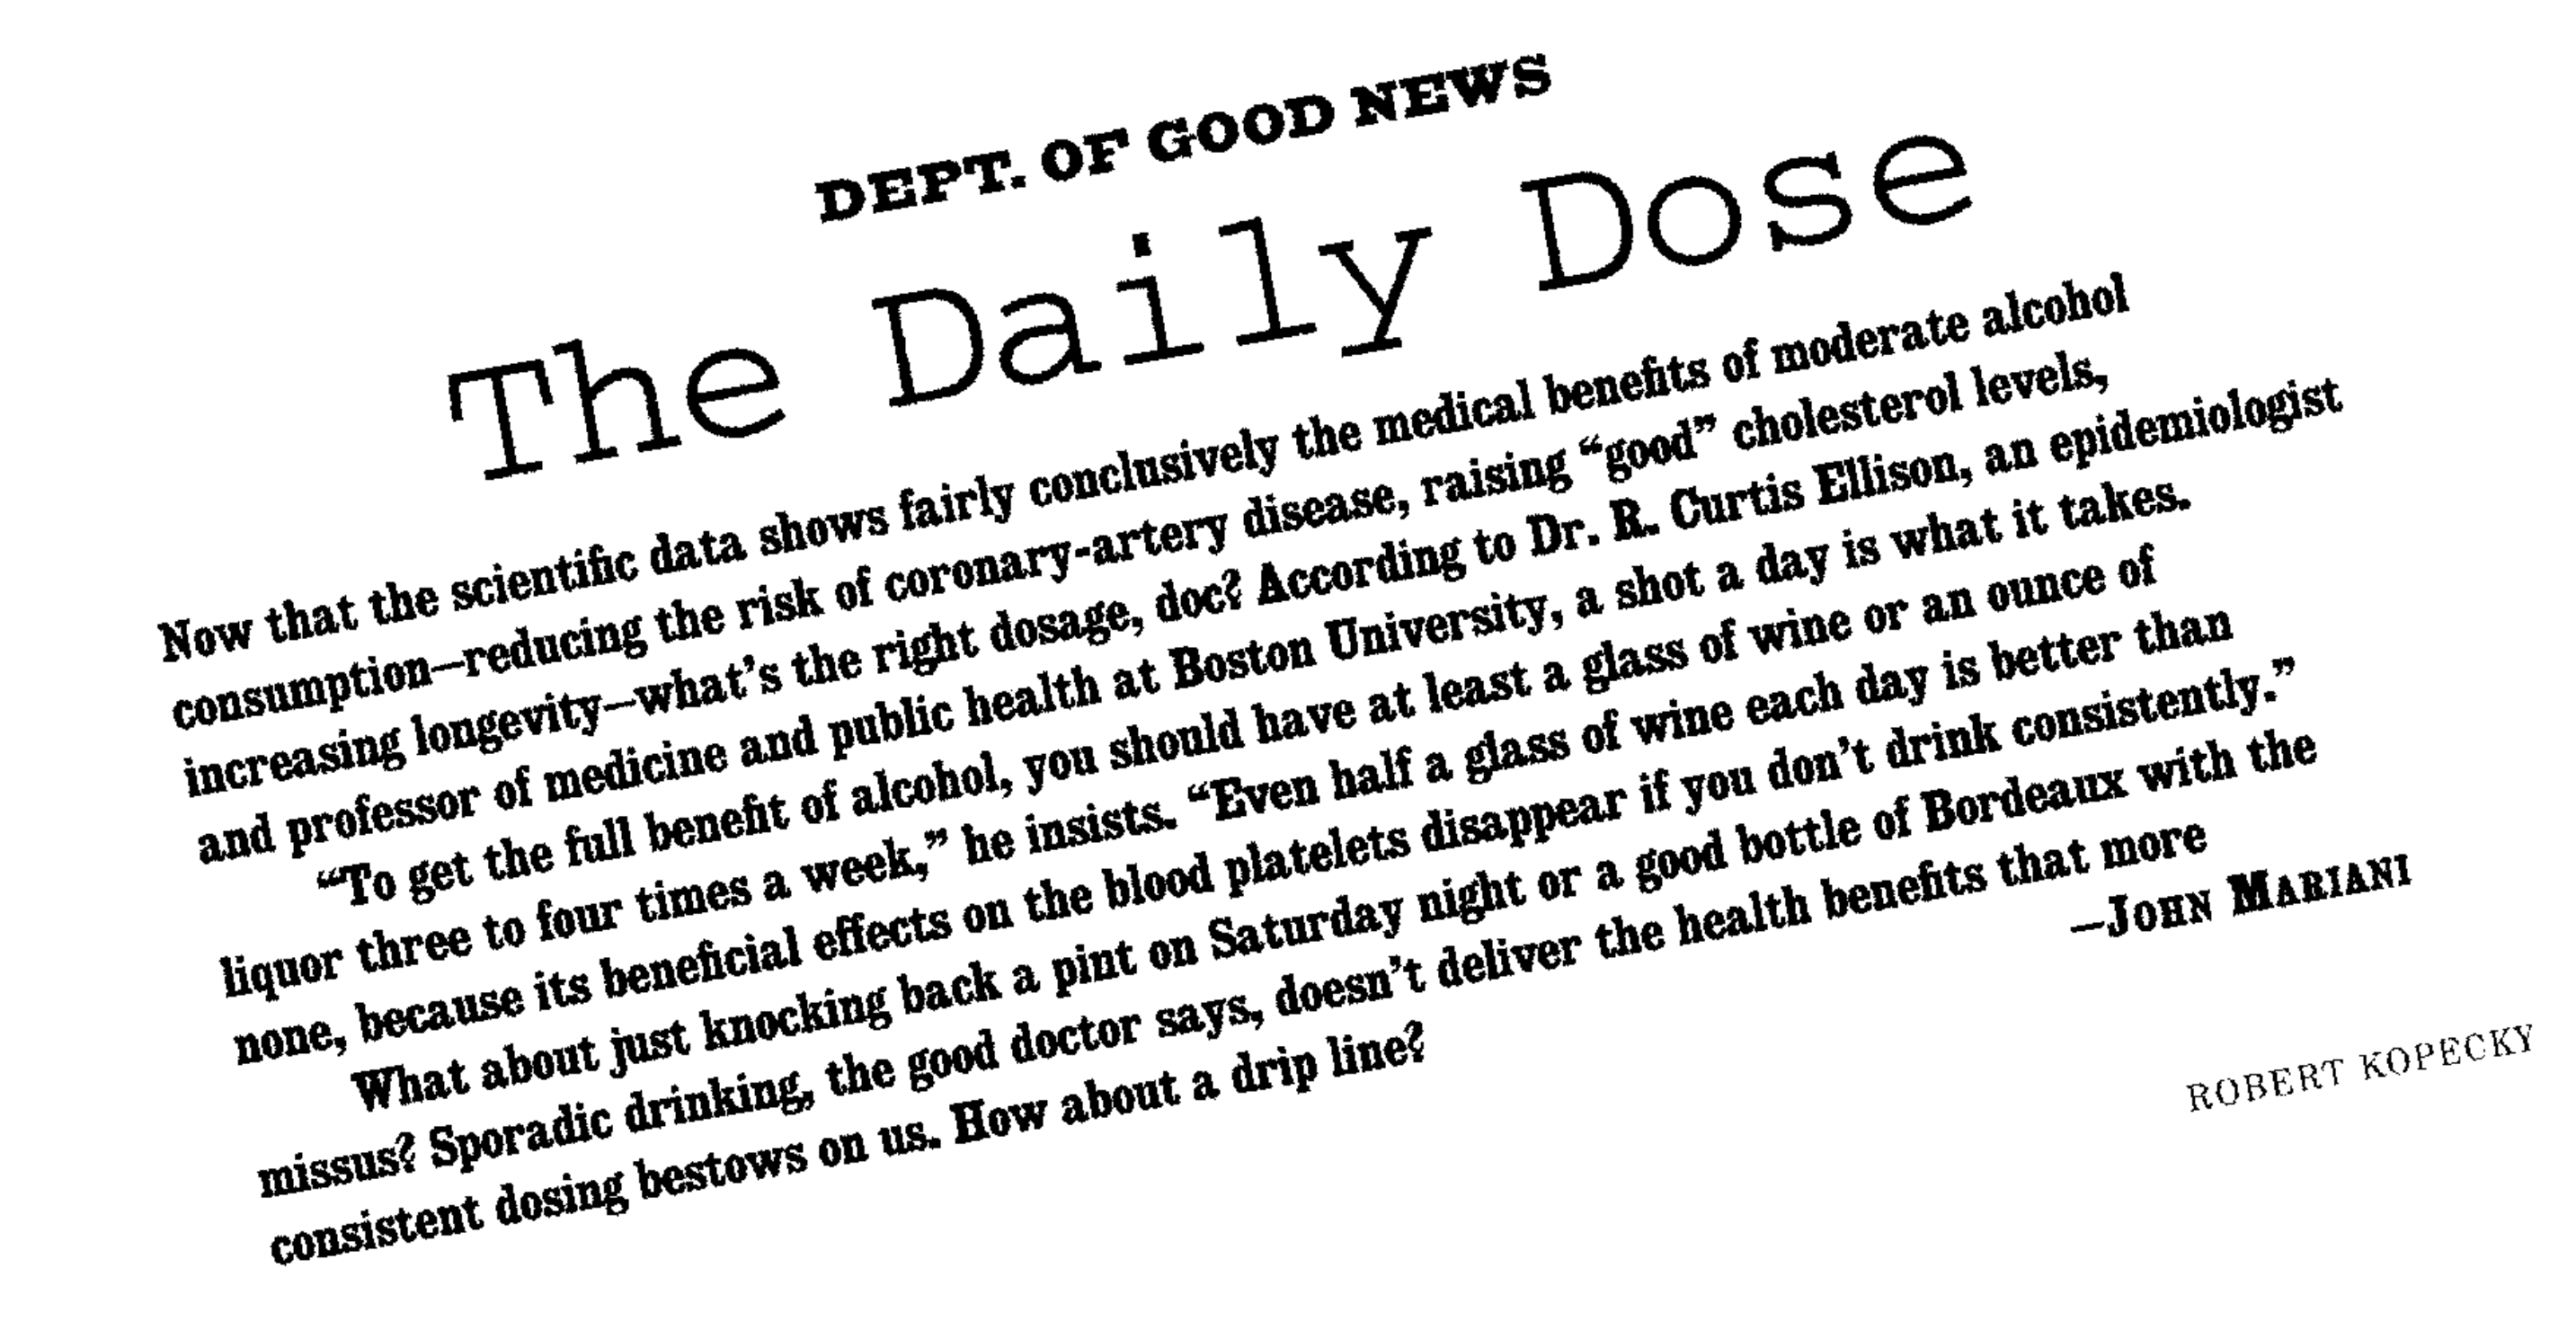 DEPT. OF GOOD NEWS
The Daily Dose
Now that the scientific data shows fairly conclusively the medical benefits of moderate alcohol
consumption—reducing the risk of coronary-artery disease, raising “good” cholesterol levels,
increasing longevity—what’s the right dosage, doc? According to Dr. R. Curtis Ellison, an epidemiologist
and professor of medicine and public health at Boston University, a shot a day is what it takes.
“To get the full benefit of alcohol, you should have at least a glass of wine or an ounce of
liquor three to four times a week,” he insists. “Even half a glass of wine each day is better than
none, because its beneficial effects on the blood platelets disappear if you don’t drink consistently.”
What about just knocking back a pint on Saturday night or a good bottle of Bordeaux with the
missus? Sporadic drinking, the good doctor says, doesn’t deliver the health benefits that more
consistent dosing bestows on us. How about a drip line?
—JOHN MARIANI
ROBERT KOPECKY